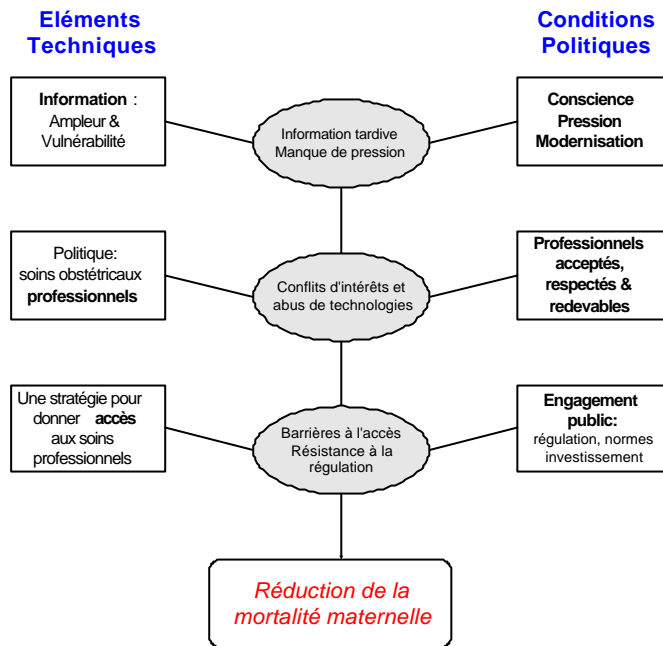 Eléments
Techniques
Conditions
Politiques
Information :
Ampleur &
Vulnérabilité
Information tardive
Manque de pression
Conscience
Pression
Modernisation
Politique:
soins obstétricaux
professionnels
Conflits d'intérêts et
abus de technologies
Professionnels
acceptés,
respectés &
redevables
Une stratégie pour
donner accès
aux soins
professionnels
Barrières à l'accès
Résistance à la
régulation
Engagement
public:
régulation, normes
investissement
Réduction de la
mortalité maternelle